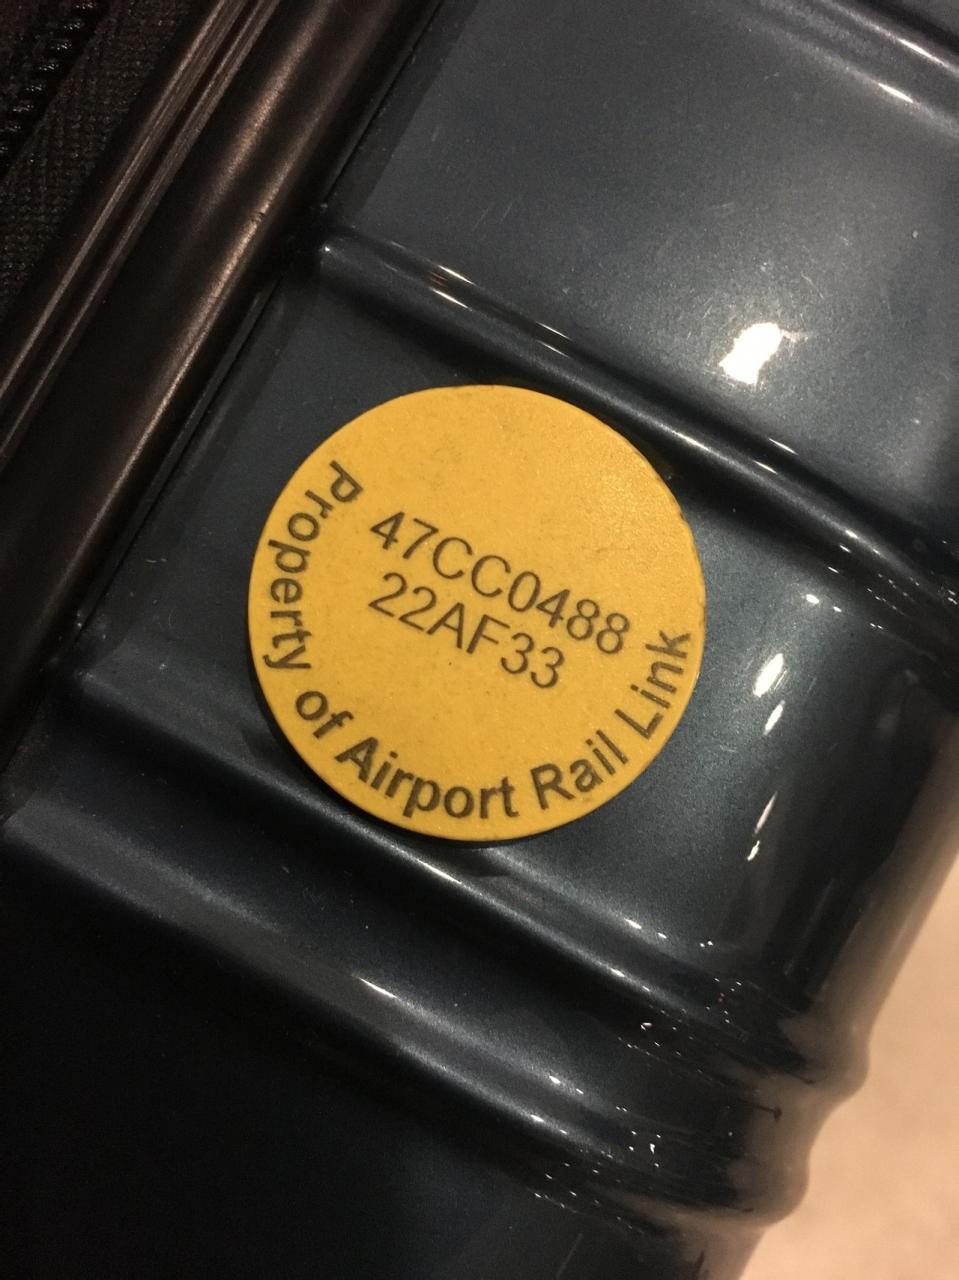 47CC0488
22AF33
Property of Airport Rail Link